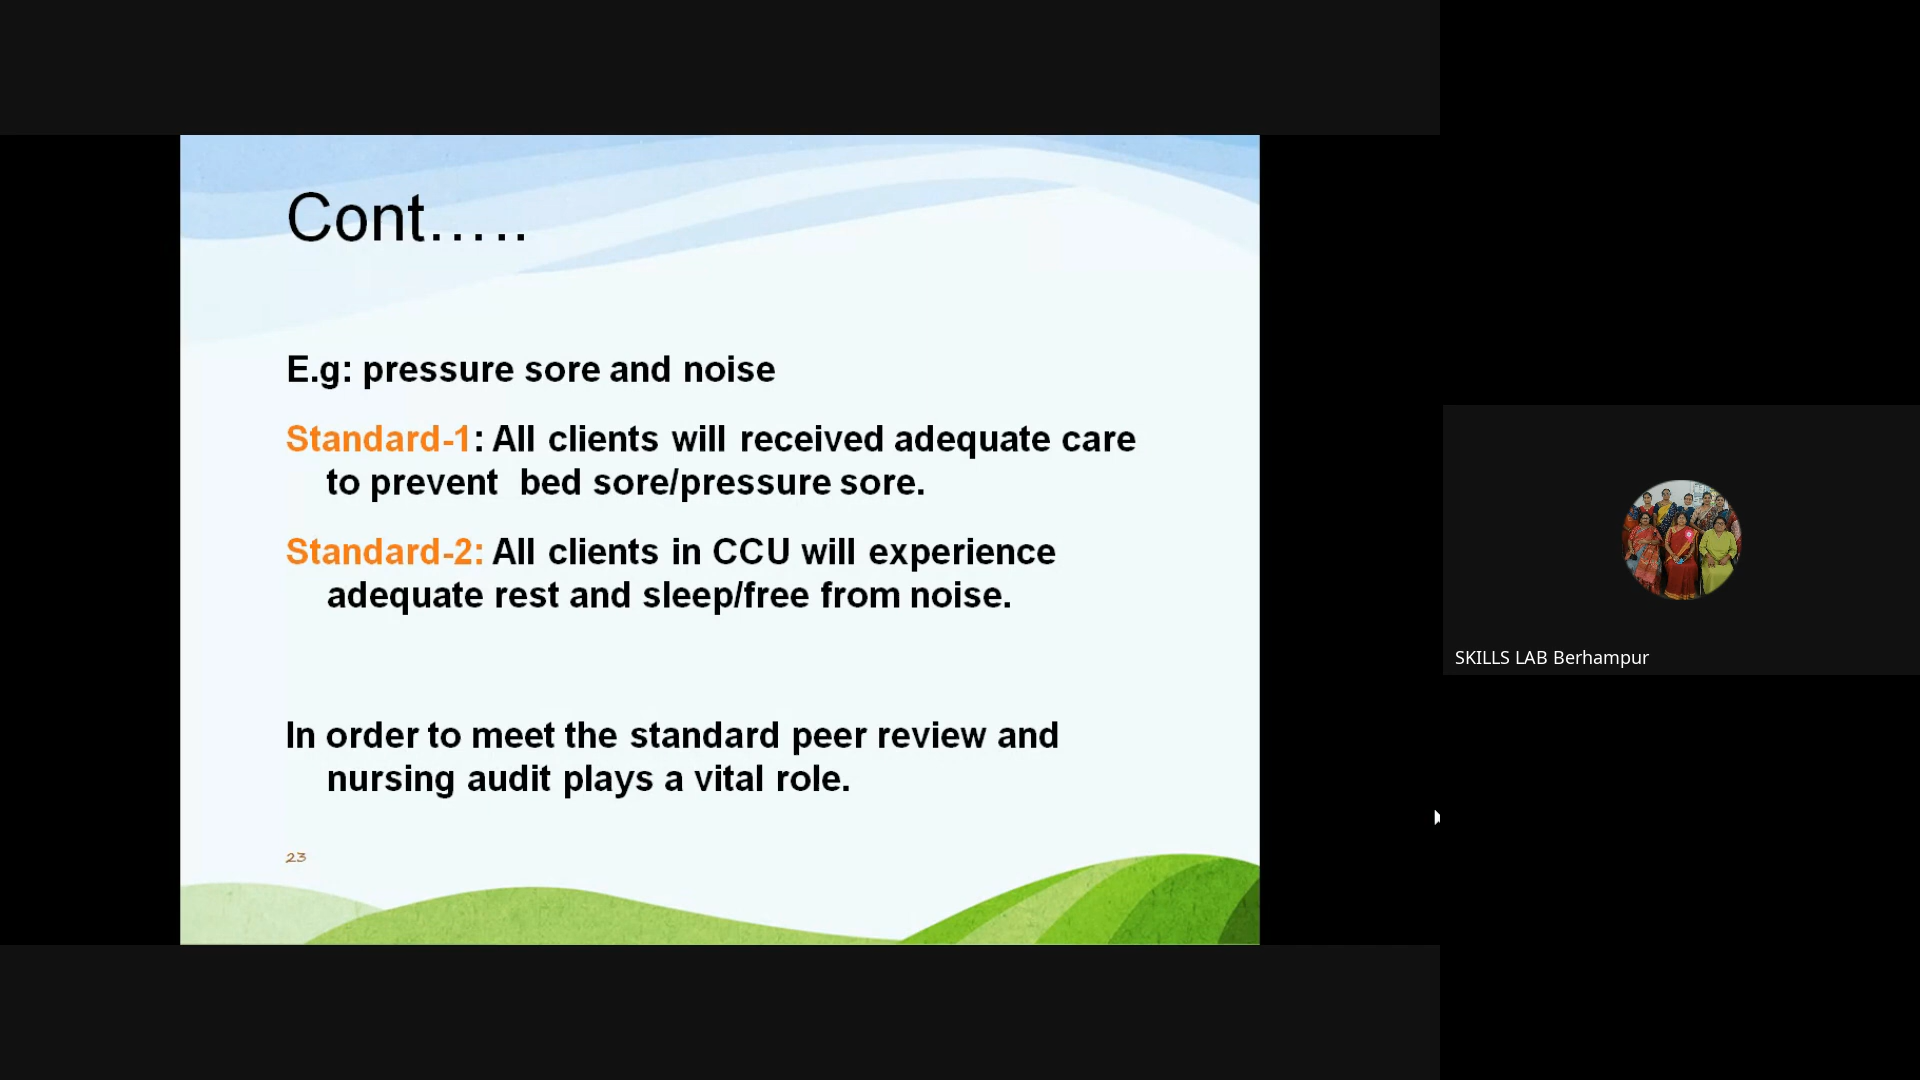 Cont.....
E.g: pressure sore and noise
Standard-1: All clients will received adequate care
to prevent bed sore/pressure sore.
Standard-2: All clients in CCU will experience
adequate rest and sleep/free from noise.
In order to meet the standard peer review and
nursing audit plays a vital role.
23
SKILLS LAB Berhampur